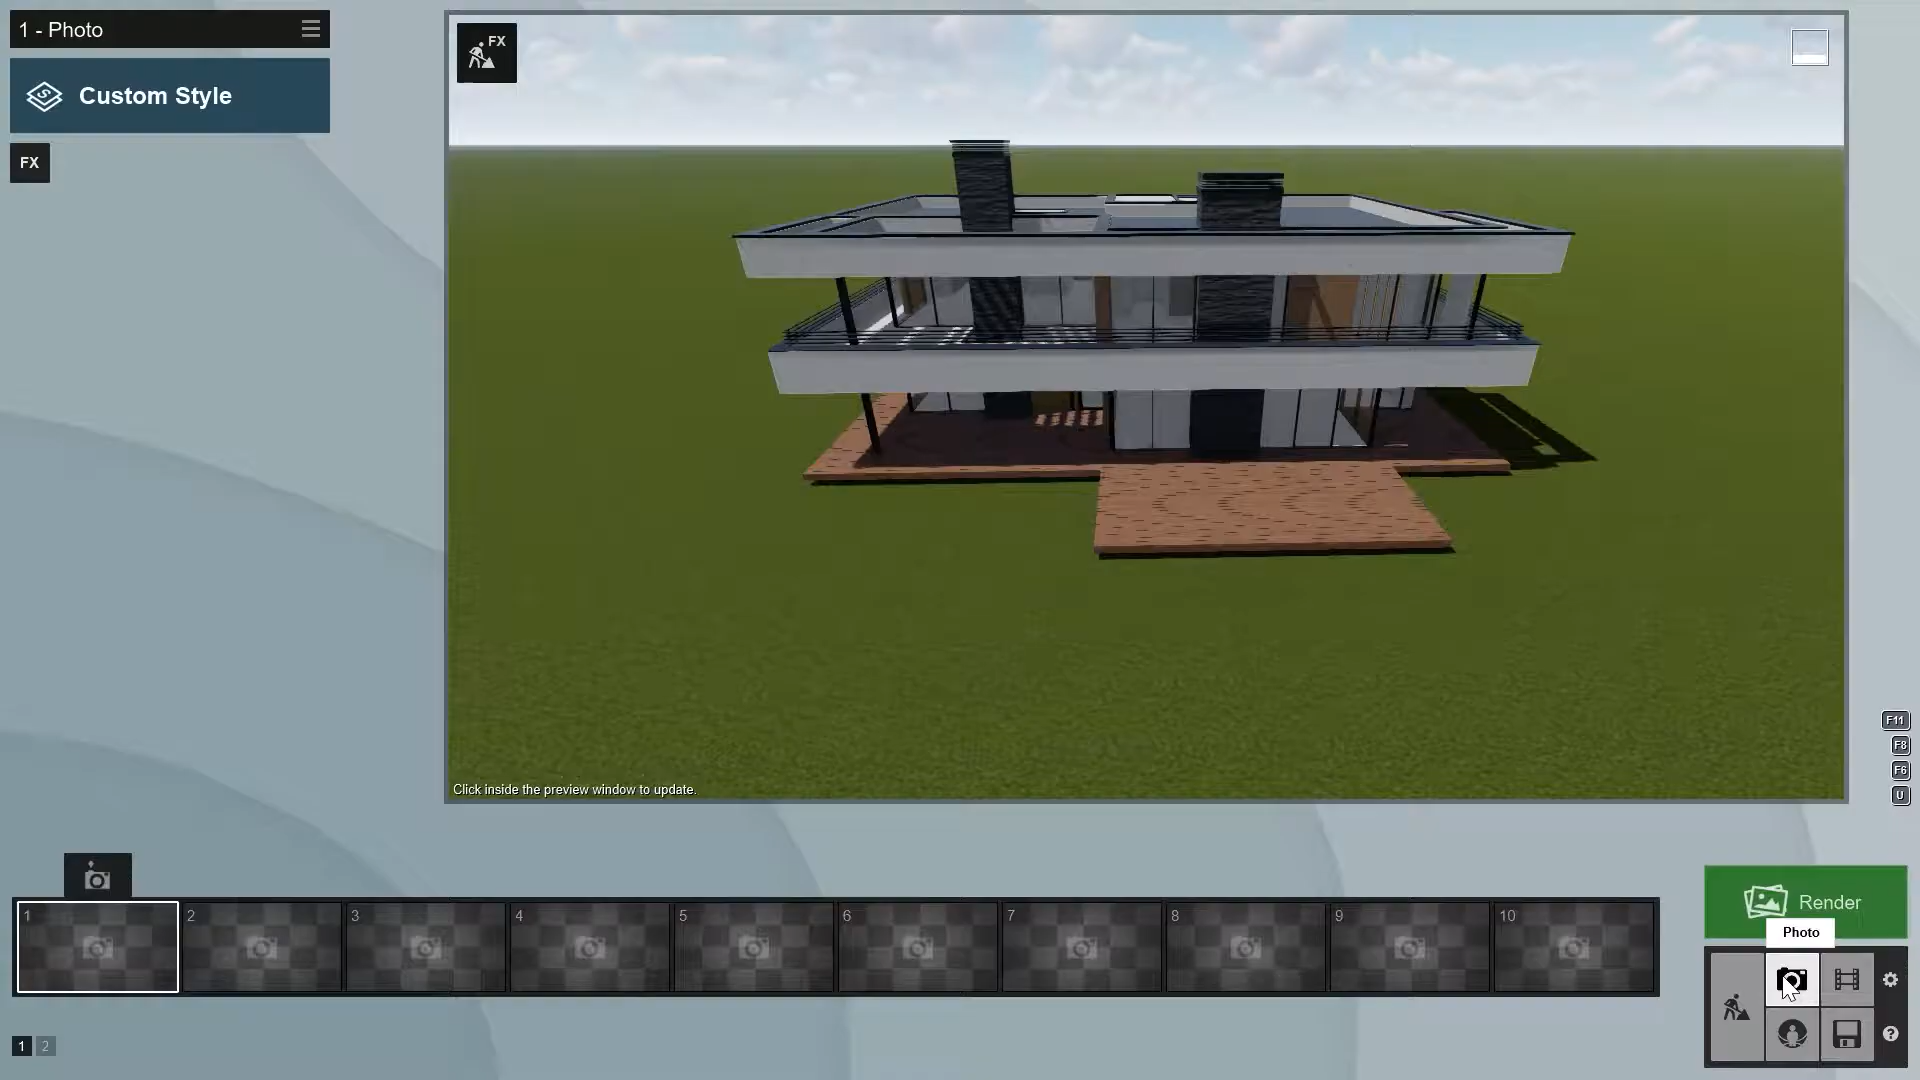 1 - Photo
Custom Style
FX
FX
Click inside the preview window to update.
F11
F8
F6
U
1
2
3
4
5
6
7
8
9
10
Render
Photo
1 2
?